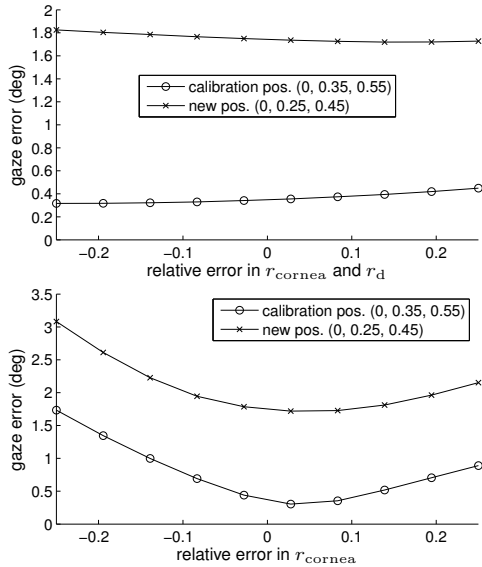 2
1.8
1.6
1.4
1.2
1
0.8
0.6
0.4
0.2
0
gaze error (deg)
calibration pos. (0, 0.35, 0.55)
new pos. (0, 0.25, 0.45)
−0.2 −0.1 0 0.1 0.2
relative error in r_cornea and r_d
3.5
3
2.5
2
1.5
1
0.5
0
gaze error (deg)
calibration pos. (0, 0.35, 0.55)
new pos. (0, 0.25, 0.45)
−0.2 −0.1 0 0.1 0.2
relative error in r_cornea